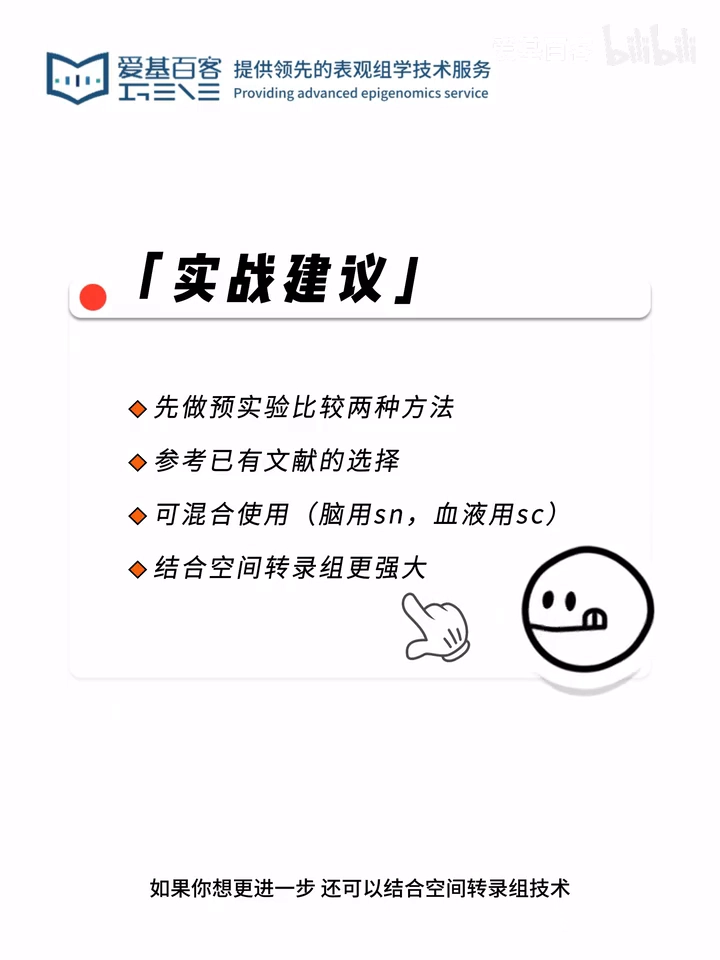 爱基百客
IGENE
提供领先的表观组学技术服务
Providing advanced epigenomics service
bilibili
「实战建议」
先做预实验比较两种方法
参考已有文献的选择
可混合使用（脑用sn，血液用sc）
结合空间转录组更强大
如果你想更进一步 还可以结合空间转录组技术